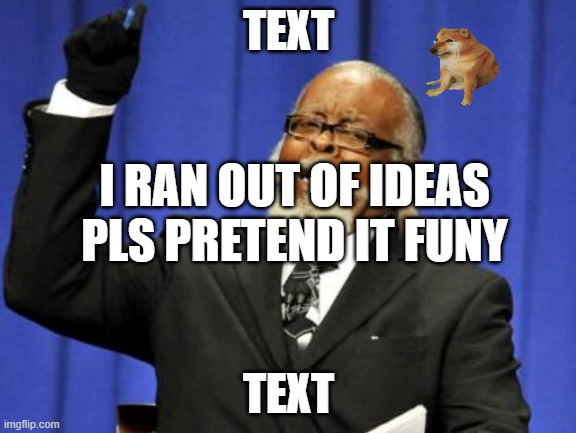 TEXT
I RAN OUT OF IDEAS
PLS PRETEND IT FUNY
TEXT
imgflip.com